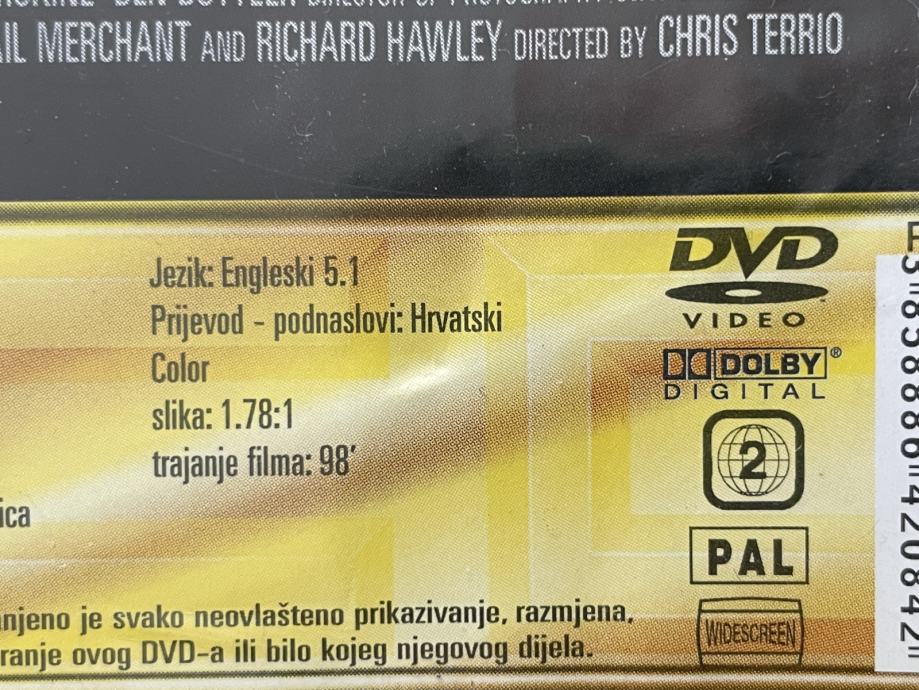 IL MERCHANT AND RICHARD HAWLEY DIRECTED BY CHRIS TERRIO
Jezik: Engleski 5.1
Prijevod - podnaslovi: Hrvatski
Color
slika: 1.78:1
trajanje filma: 98'
ica
njeno je svako neovlašteno prikazivanje, razmjena,
ranje ovog DVD-a ili bilo kojeg njegovog dijela.
DVD
VIDEO
DOLBY®
DIGITAL
2
PAL
WIDESCREEN